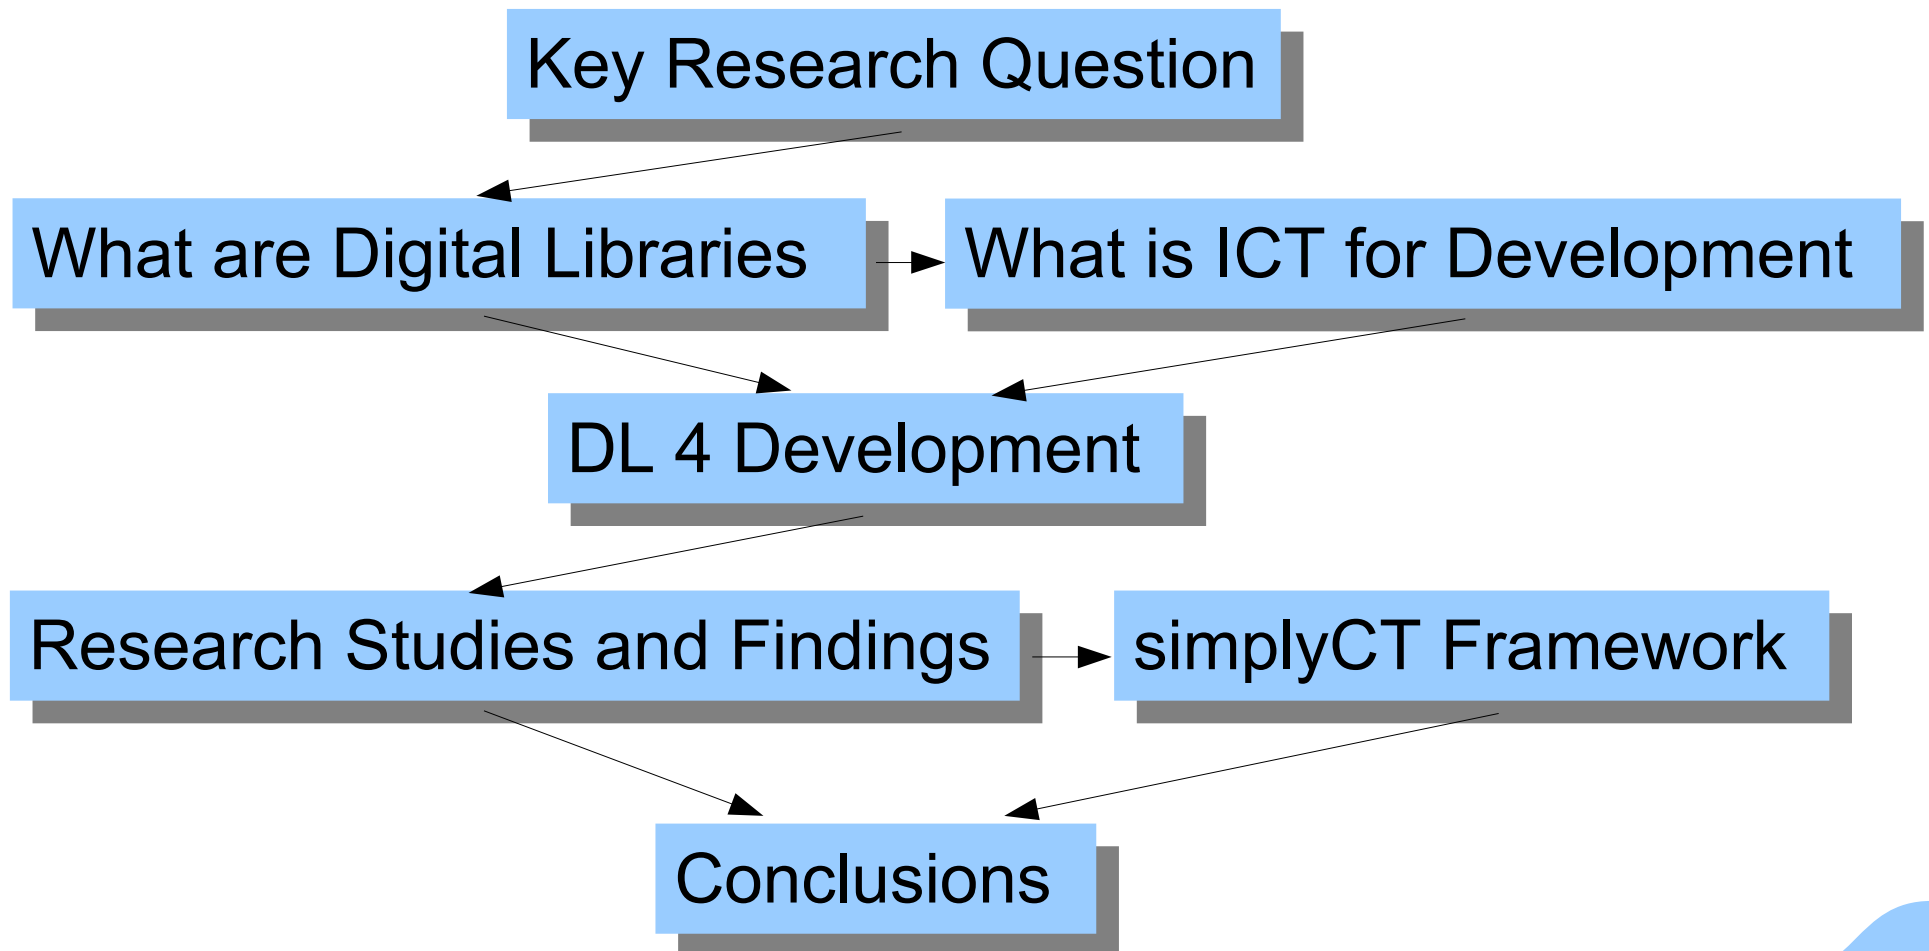 Key Research Question
What are Digital Libraries
What is ICT for Development
DL 4 Development
Research Studies and Findings
simplyCT Framework
Conclusions